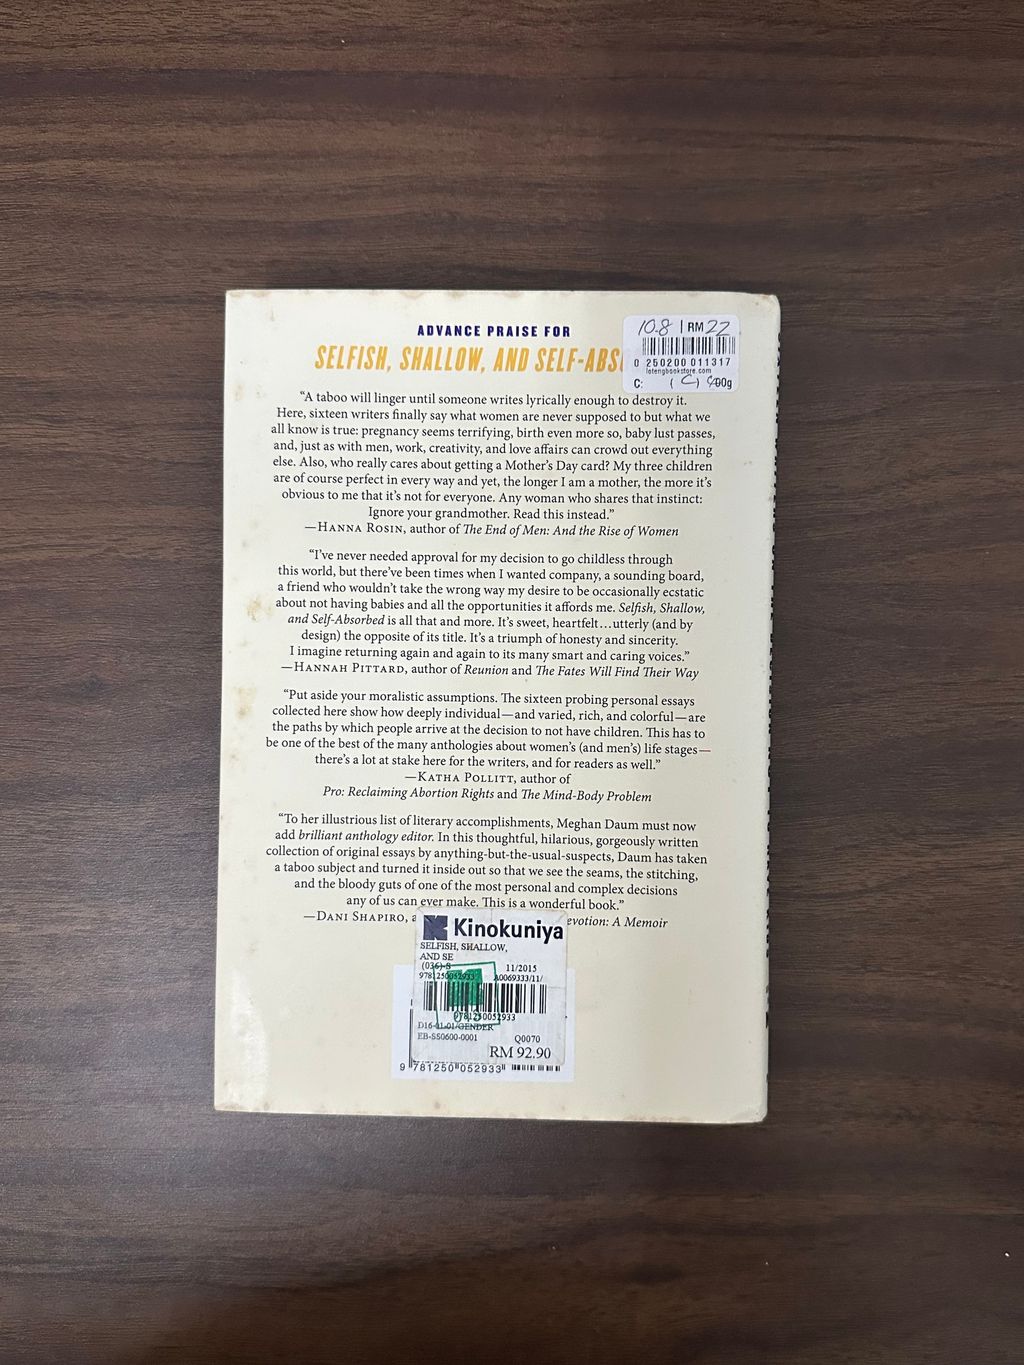 ADVANCE PRAISE FOR
SELFISH, SHALLOW, AND SELF-ABS
10.8 | RM 22
0 250200 011317
lotengbookstore.com
C: ( C ) 00g
“A taboo will linger until someone writes lyrically enough to destroy it.
Here, sixteen writers finally say what women are never supposed to but what we
all know is true: pregnancy seems terrifying, birth even more so, baby lust passes,
and, just as with men, work, creativity, and love affairs can crowd out everything
else. Also, who really cares about getting a Mother’s Day card? My three children
are of course perfect in every way and yet, the longer I am a mother, the more it’s
obvious to me that it’s not for everyone. Any woman who shares that instinct:
Ignore your grandmother. Read this instead.”
—HANNA ROSIN, author of The End of Men: And the Rise of Women
“I’ve never needed approval for my decision to go childless through
this world, but there’ve been times when I wanted company, a sounding board,
a friend who wouldn’t take the wrong way my desire to be occasionally ecstatic
about not having babies and all the opportunities it affords me. Selfish, Shallow,
and Self-Absorbed is all that and more. It’s sweet, heartfelt…utterly (and by
design) the opposite of its title. It’s a triumph of honesty and sincerity.
I imagine returning again and again to its many smart and caring voices.”
—HANNAH PITTARD, author of Reunion and The Fates Will Find Their Way
“Put aside your moralistic assumptions. The sixteen probing personal essays
collected here show how deeply individual—and varied, rich, and colorful—are
the paths by which people arrive at the decision to not have children. This has to
be one of the best of the many anthologies about women’s (and men’s) life stages—
there’s a lot at stake here for the writers, and for readers as well.”
—KATHA POLLITT, author of
Pro: Reclaiming Abortion Rights and The Mind-Body Problem
“To her illustrious list of literary accomplishments, Meghan Daum must now
add brilliant anthology editor. In this thoughtful, hilarious, gorgeously written
collection of original essays by anything-but-the-usual-suspects, Daum has taken
a taboo subject and turned it inside out so that we see the seams, the stitching,
and the bloody guts of one of the most personal and complex decisions
any of us can ever make. This is a wonderful book.”
—DANI SHAPIRO, a evotion: A Memoir
Kinokuniya
SELFISH, SHALLOW,
AND SE
(036)-S 11/2015
9781250052933 A0069333/11/
9781250052933
D16-01-01/GENDER
EB-SS0600-0001 Q0070
RM 92.90
9 781250 052933